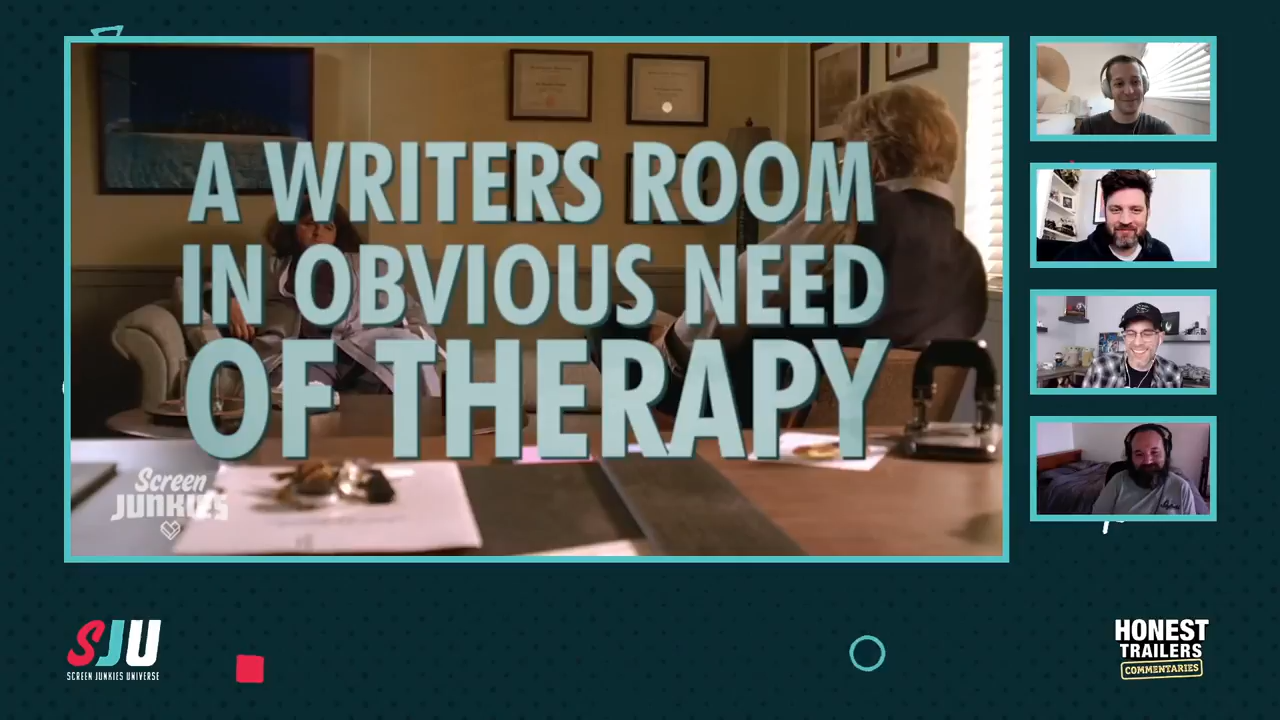 A WRITERS ROOM
IN OBVIOUS NEED
OF THERAPY
Screen
JUNKIES
SJU
SCREEN JUNKIES UNIVERSE
HONEST
TRAILERS
COMMENTARIES